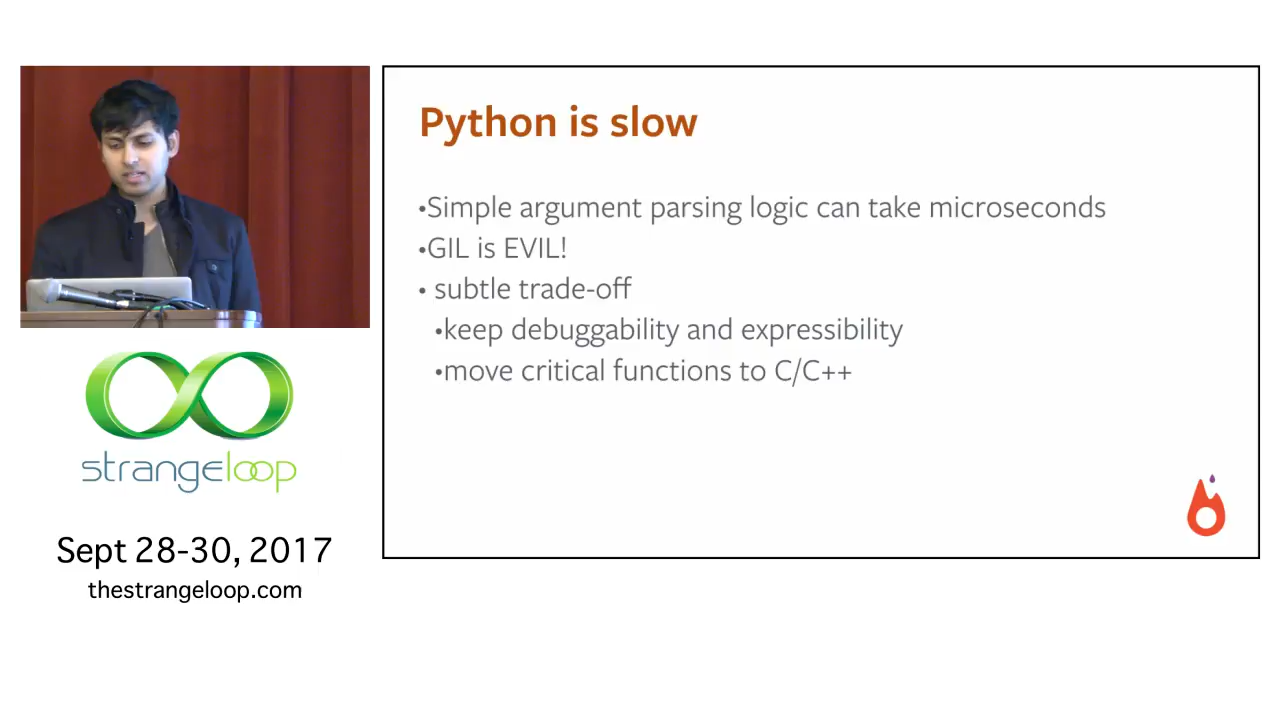 Python is slow
•Simple argument parsing logic can take microseconds
•GIL is EVIL!
• subtle trade-off
•keep debuggability and expressibility
•move critical functions to C/C++
strangeloop
Sept 28-30, 2017
thestrangeloop.com